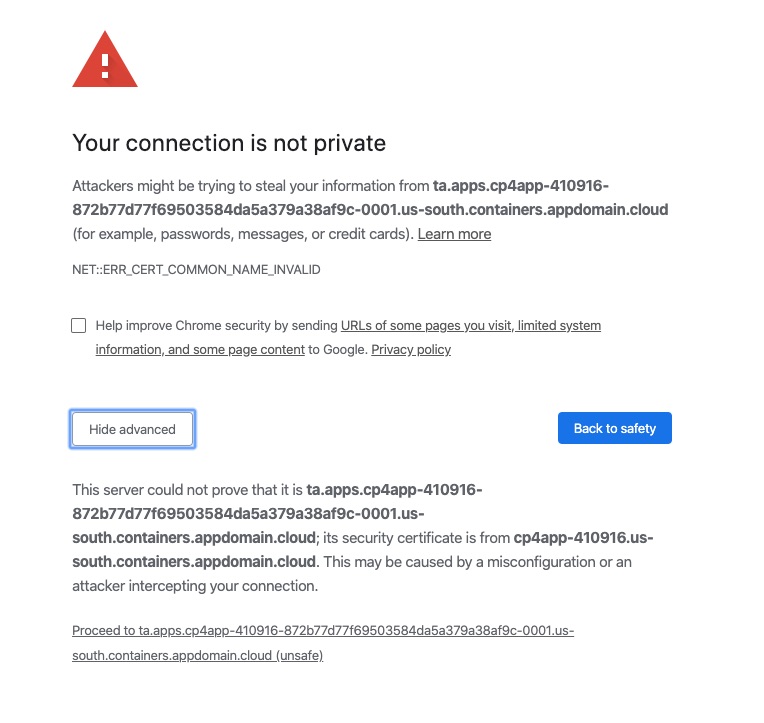 Your connection is not private
Attackers might be trying to steal your information from ta.apps.cp4app-410916-
872b77d77f69503584da5a379a38af9c-0001.us-south.containers.appdomain.cloud
(for example, passwords, messages, or credit cards). Learn more
NET::ERR_CERT_COMMON_NAME_INVALID
Help improve Chrome security by sending URLs of some pages you visit, limited system
information, and some page content to Google. Privacy policy
Hide advanced
Back to safety
This server could not prove that it is ta.apps.cp4app-410916-
872b77d77f69503584da5a379a38af9c-0001.us-
south.containers.appdomain.cloud; its security certificate is from cp4app-410916.us-
south.containers.appdomain.cloud. This may be caused by a misconfiguration or an
attacker intercepting your connection.
Proceed to ta.apps.cp4app-410916-872b77d77f69503584da5a379a38af9c-0001.us-
south.containers.appdomain.cloud (unsafe)